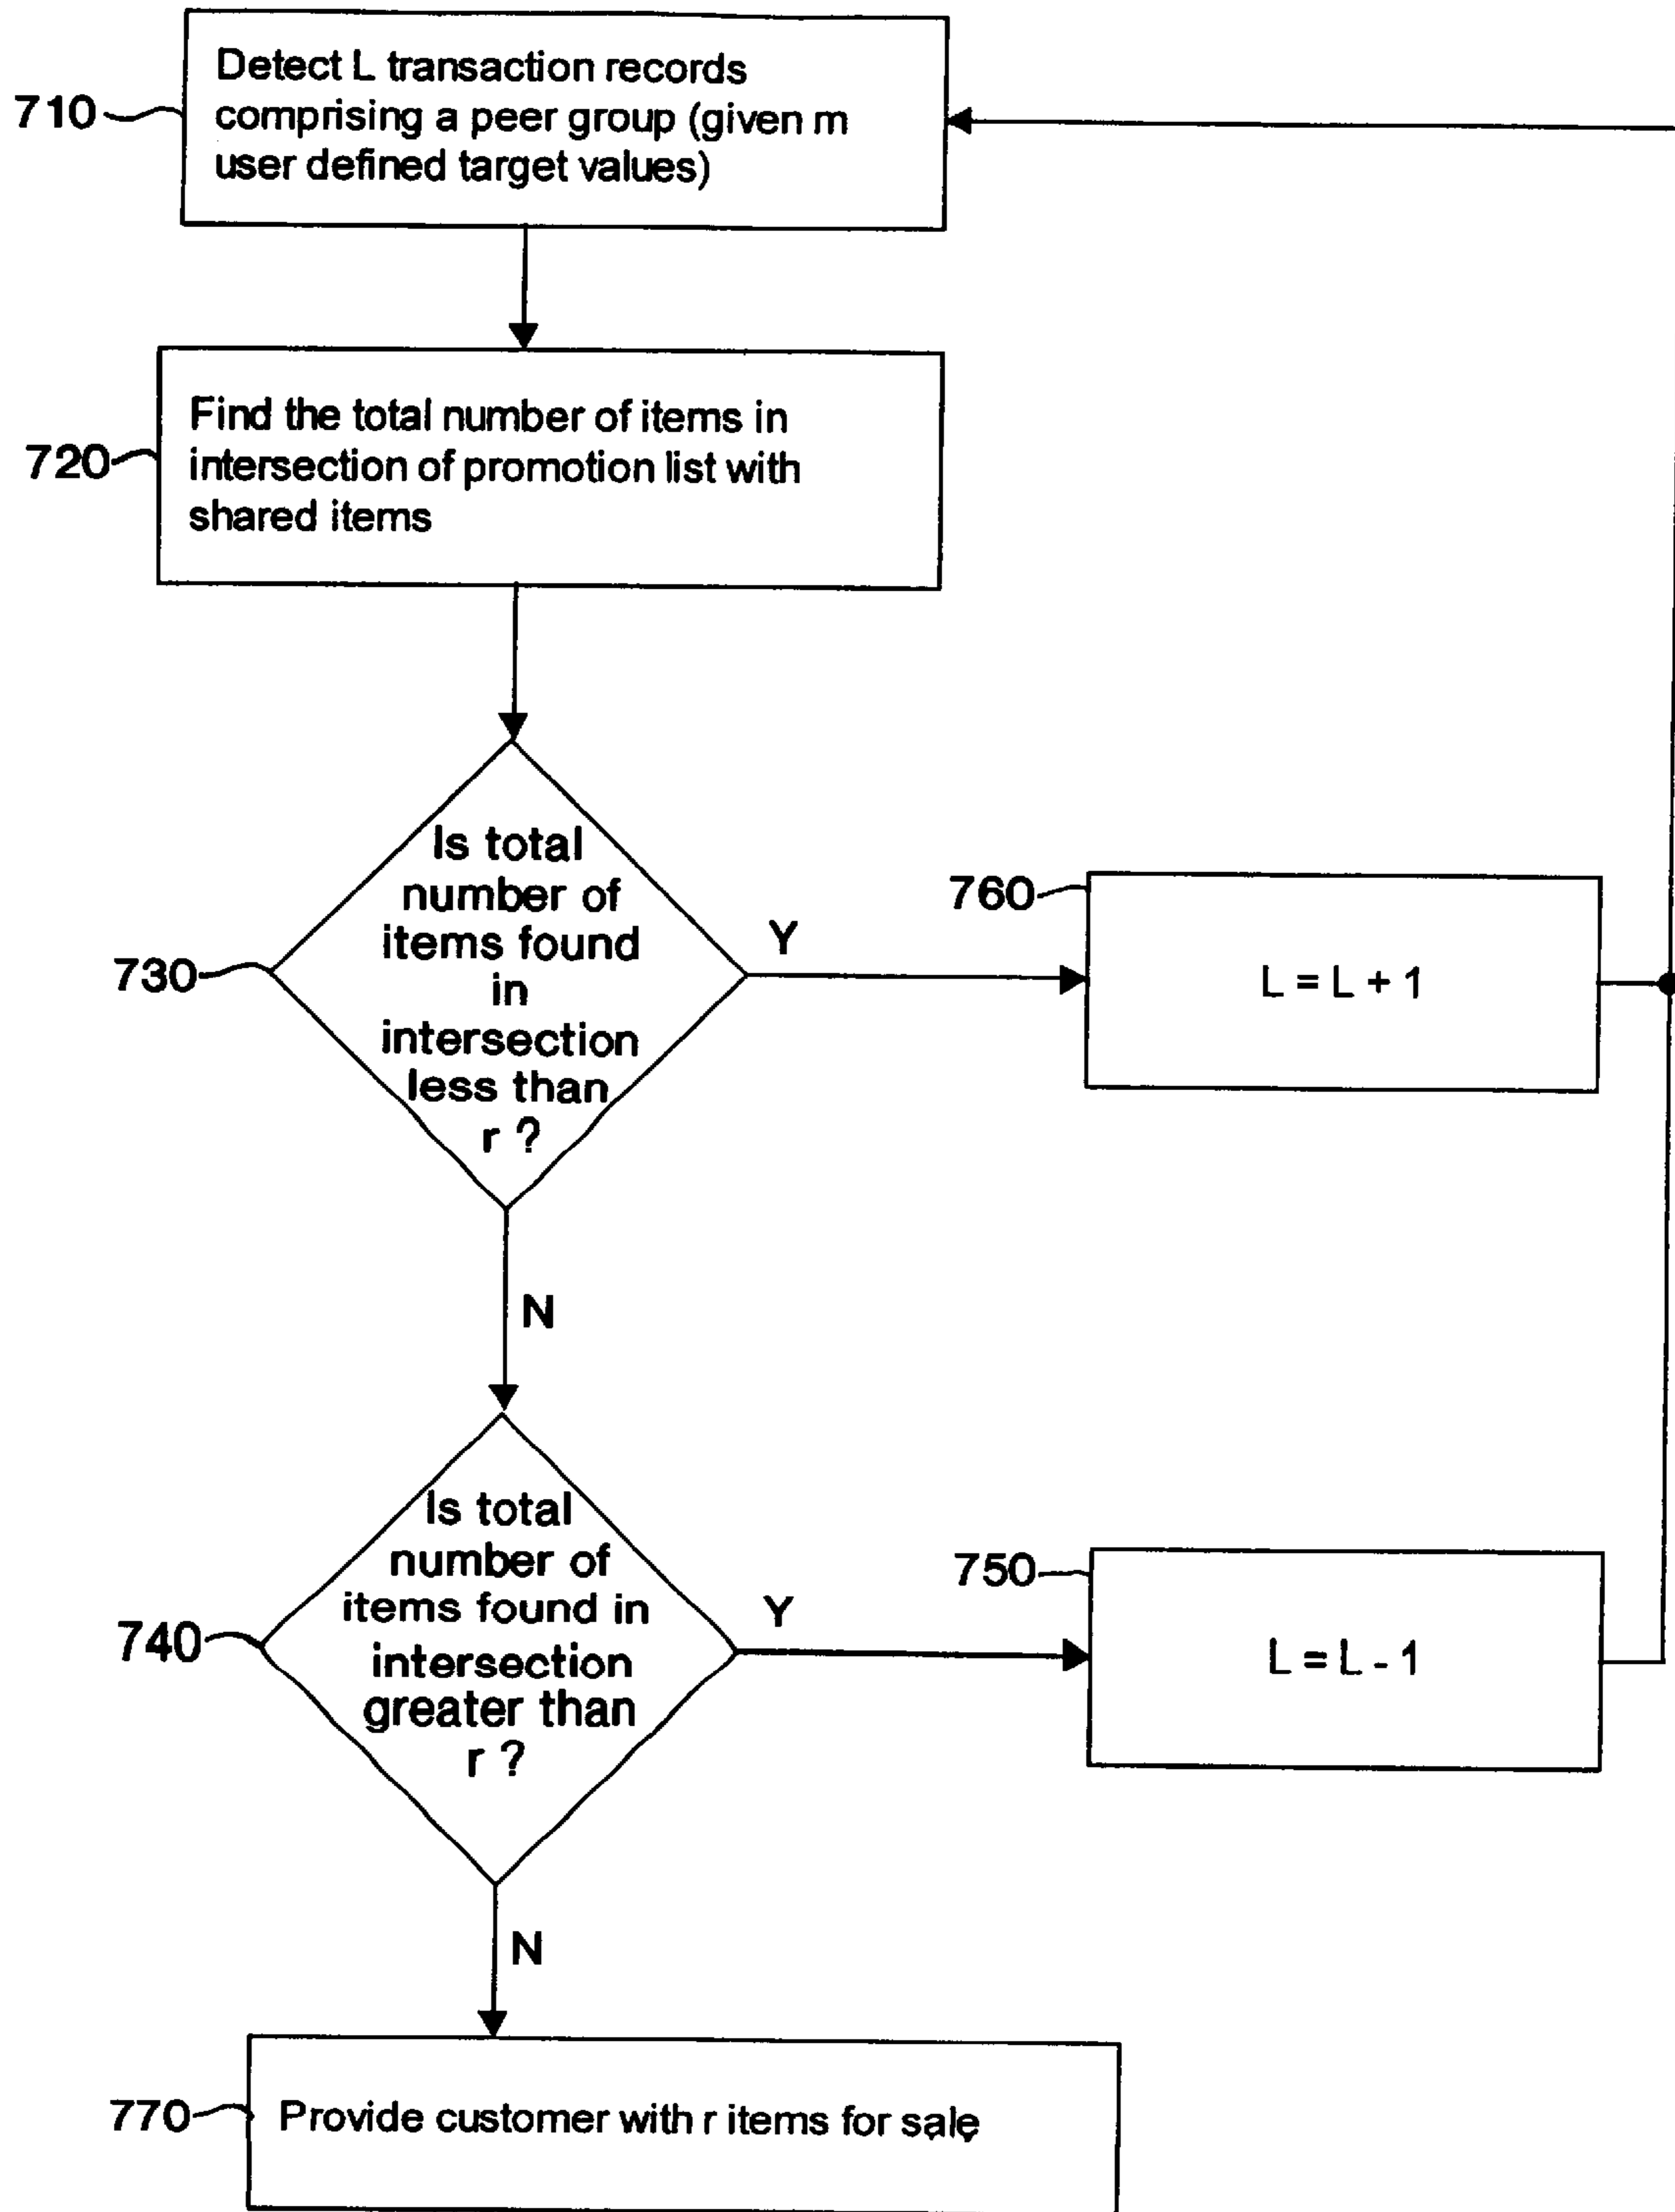 710
Detect L transaction records
comprising a peer group (given m
user defined target values)
720
Find the total number of items in
intersection of promotion list with
shared items
730
Is total
number of
items found
in
intersection
less than
r ?
Y
760
L = L + 1
N
740
Is total
number of
items found in
intersection
greater than
r ?
Y
750
L = L - 1
N
770
Provide customer with r items for sale